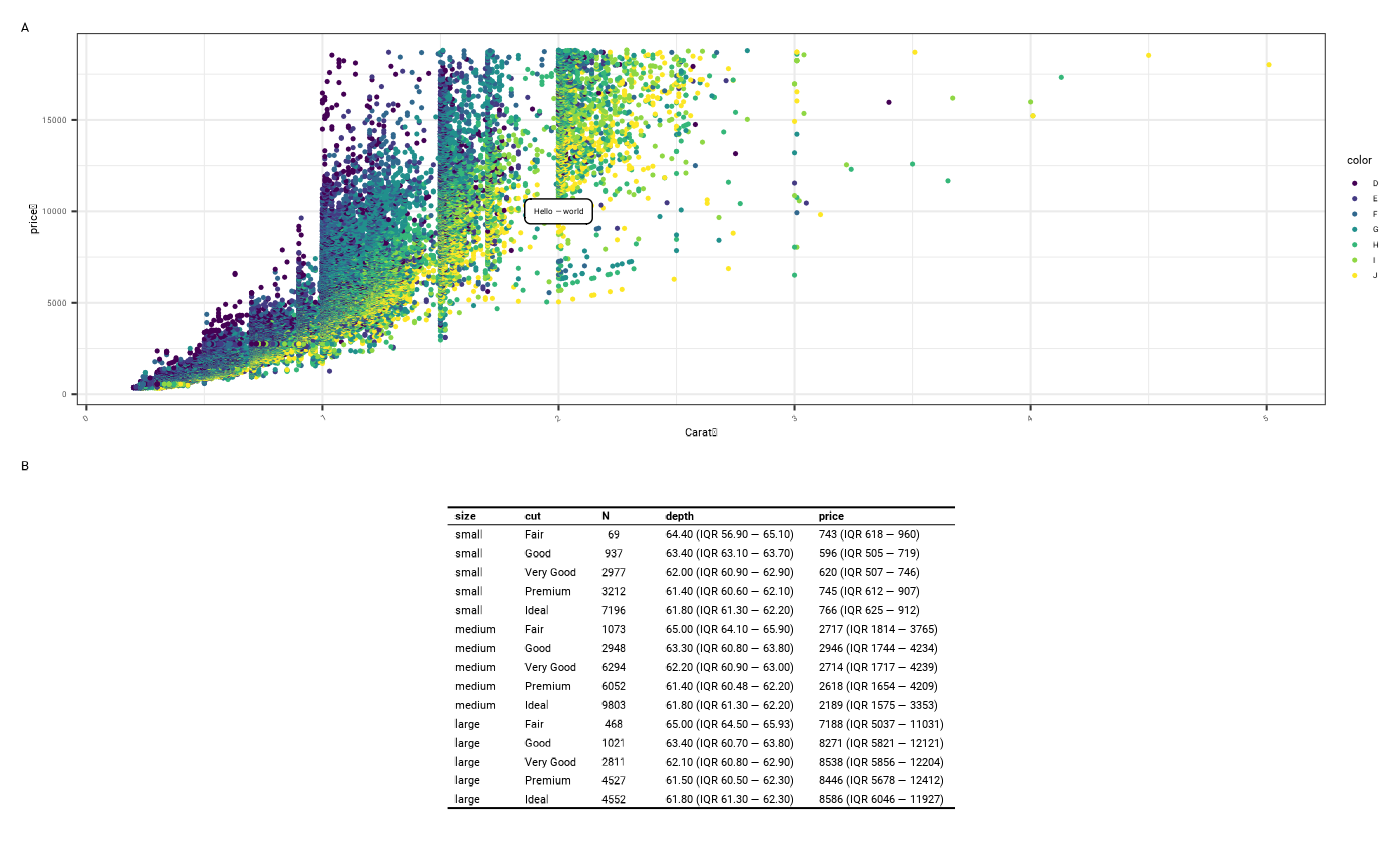 A
color
D
E
F
G
H
I
J
price▯
15000
10000
5000
0
Hello – world
0 1 2 3 4 5
Carat▯
B
size cut N depth price
small Fair 69 64.40 (IQR 56.90 – 65.10) 743 (IQR 618 – 960)
small Good 937 63.40 (IQR 63.10 – 63.70) 596 (IQR 505 – 719)
small Very Good 2977 62.00 (IQR 60.90 – 62.90) 620 (IQR 507 – 746)
small Premium 3212 61.40 (IQR 60.60 – 62.10) 745 (IQR 612 – 907)
small Ideal 7196 61.80 (IQR 61.30 – 62.20) 766 (IQR 625 – 912)
medium Fair 1073 65.00 (IQR 64.10 – 65.90) 2717 (IQR 1814 – 3765)
medium Good 2948 63.30 (IQR 60.80 – 63.80) 2946 (IQR 1744 – 4234)
medium Very Good 6294 62.20 (IQR 60.90 – 63.00) 2714 (IQR 1717 – 4239)
medium Premium 6052 61.40 (IQR 60.48 – 62.20) 2618 (IQR 1654 – 4209)
medium Ideal 9803 61.80 (IQR 61.30 – 62.20) 2189 (IQR 1575 – 3353)
large Fair 468 65.00 (IQR 64.50 – 65.93) 7188 (IQR 5037 – 11031)
large Good 1021 63.40 (IQR 60.70 – 63.80) 8271 (IQR 5821 – 12121)
large Very Good 2811 62.10 (IQR 60.80 – 62.90) 8538 (IQR 5856 – 12204)
large Premium 4527 61.50 (IQR 60.50 – 62.30) 8446 (IQR 5678 – 12412)
large Ideal 4552 61.80 (IQR 61.30 – 62.30) 8586 (IQR 6046 – 11927)